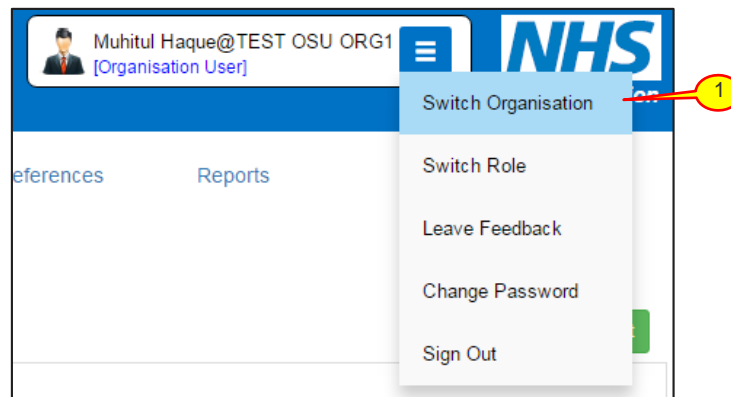 Muhitul Haque@TEST OSU ORG1
[Organisation User]
NHS
Switch Organisation
1
Switch Role
Reports
Leave Feedback
Change Password
Sign Out